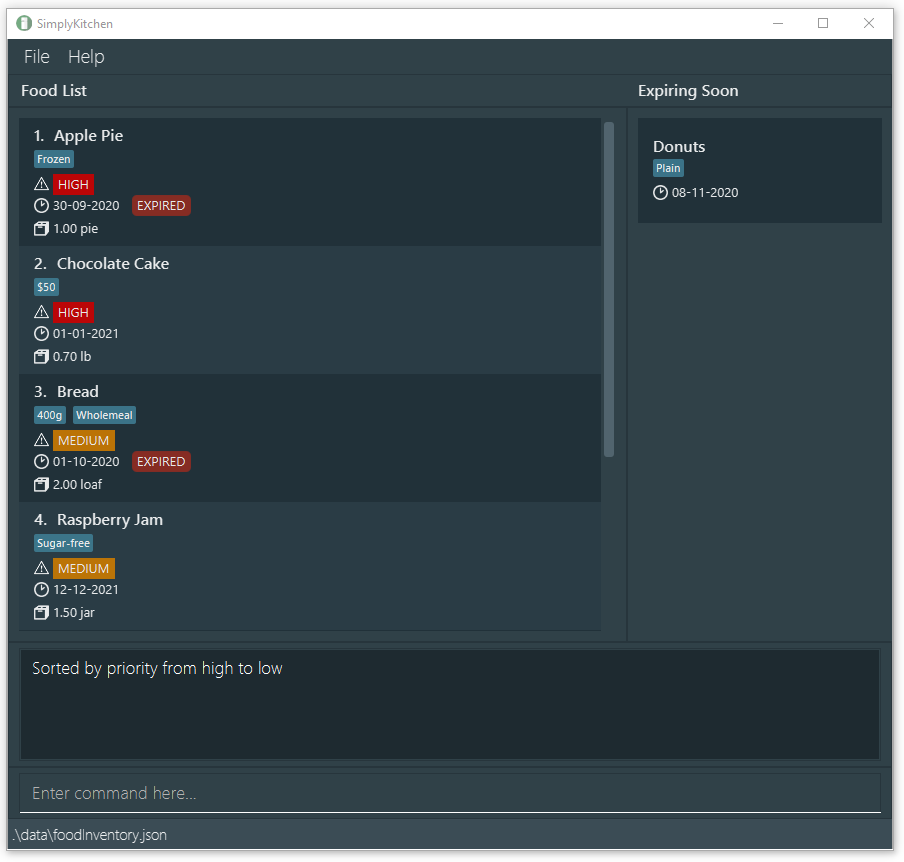 SimplyKitchen
File Help
Food List
1. Apple Pie
Frozen
HIGH
30-09-2020 EXPIRED
1.00 pie
2. Chocolate Cake
$50
HIGH
01-01-2021
0.70 lb
3. Bread
400g Wholemeal
MEDIUM
01-10-2020 EXPIRED
2.00 loaf
4. Raspberry Jam
Sugar-free
MEDIUM
12-12-2021
1.50 jar
Expiring Soon
Donuts
Plain
08-11-2020
Sorted by priority from high to low
Enter command here...
.\data\foodInventory.json